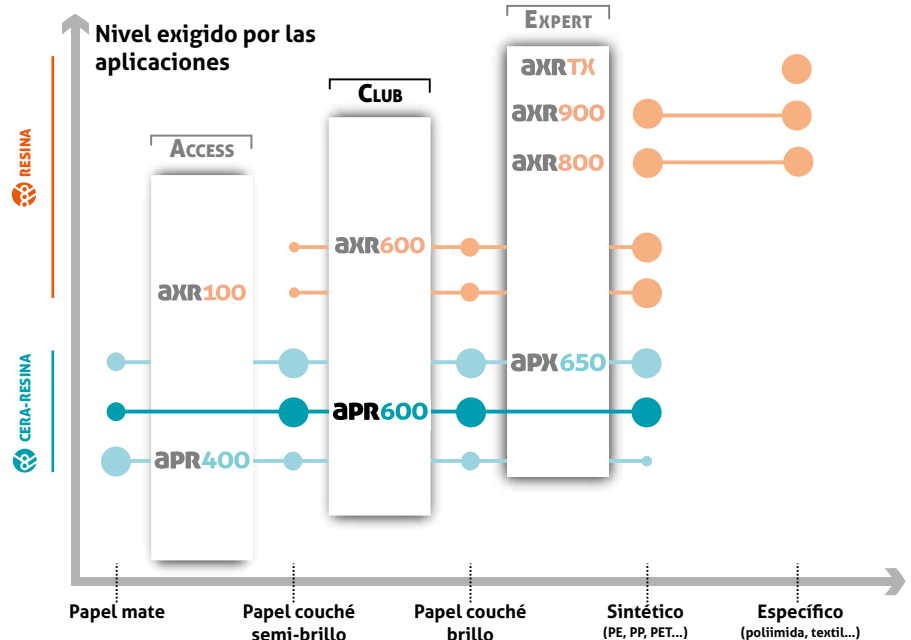 Nivel exigido por las
aplicaciones
EXPERT
CLUB
ACCESS
aXRTX
aXR900
aXR800
aXR600
aXR100
aPX650
aPR600
aPR400
RESINA
CERA-RESINA
Papel mate
Papel couché
semi-brillo
Papel couché
brillo
Sintético
(PE, PP, PET...)
Específico
(poliimida, textil...)